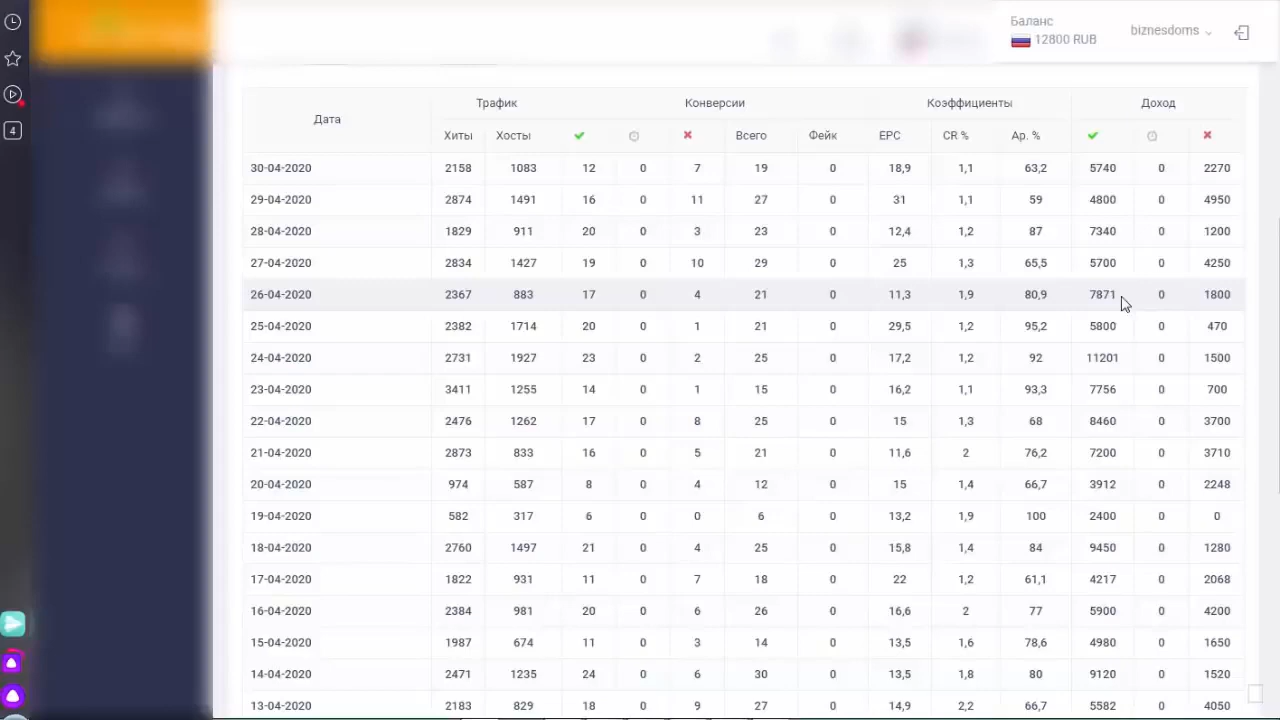 Баланс
12800 RUB
biznesdoms
4
Дата Трафик Конверсии Коэффициенты Доход
Хиты Хосты Всего Фейк EPC CR % Ap. %
30-04-2020 2158 1083 12 0 7 19 0 18,9 1,1 63,2 5740 0 2270
29-04-2020 2874 1491 16 0 11 27 0 31 1,1 59 4800 0 4950
28-04-2020 1829 911 20 0 3 23 0 12,4 1,2 87 7340 0 1200
27-04-2020 2834 1427 19 0 10 29 0 25 1,3 65,5 5700 0 4250
26-04-2020 2367 883 17 0 4 21 0 11,3 1,9 80,9 7871 0 1800
25-04-2020 2382 1714 20 0 1 21 0 29,5 1,2 95,2 5800 0 470
24-04-2020 2731 1927 23 0 2 25 0 17,2 1,2 92 11201 0 1500
23-04-2020 3411 1255 14 0 1 15 0 16,2 1,1 93,3 7756 0 700
22-04-2020 2476 1262 17 0 8 25 0 15 1,3 68 8460 0 3700
21-04-2020 2873 833 16 0 5 21 0 11,6 2 76,2 7200 0 3710
20-04-2020 974 587 8 0 4 12 0 15 1,4 66,7 3912 0 2248
19-04-2020 582 317 6 0 0 6 0 13,2 1,9 100 2400 0 0
18-04-2020 2760 1497 21 0 4 25 0 15,8 1,4 84 9450 0 1280
17-04-2020 1822 931 11 0 7 18 0 22 1,2 61,1 4217 0 2068
16-04-2020 2384 981 20 0 6 26 0 16,6 2 77 5900 0 4200
15-04-2020 1987 674 11 0 3 14 0 13,5 1,6 78,6 4980 0 1650
14-04-2020 2471 1235 24 0 6 30 0 13,5 1,8 80 9120 0 1520
13-04-2020 2183 829 18 0 9 27 0 14,9 2,2 66,7 5582 0 4050